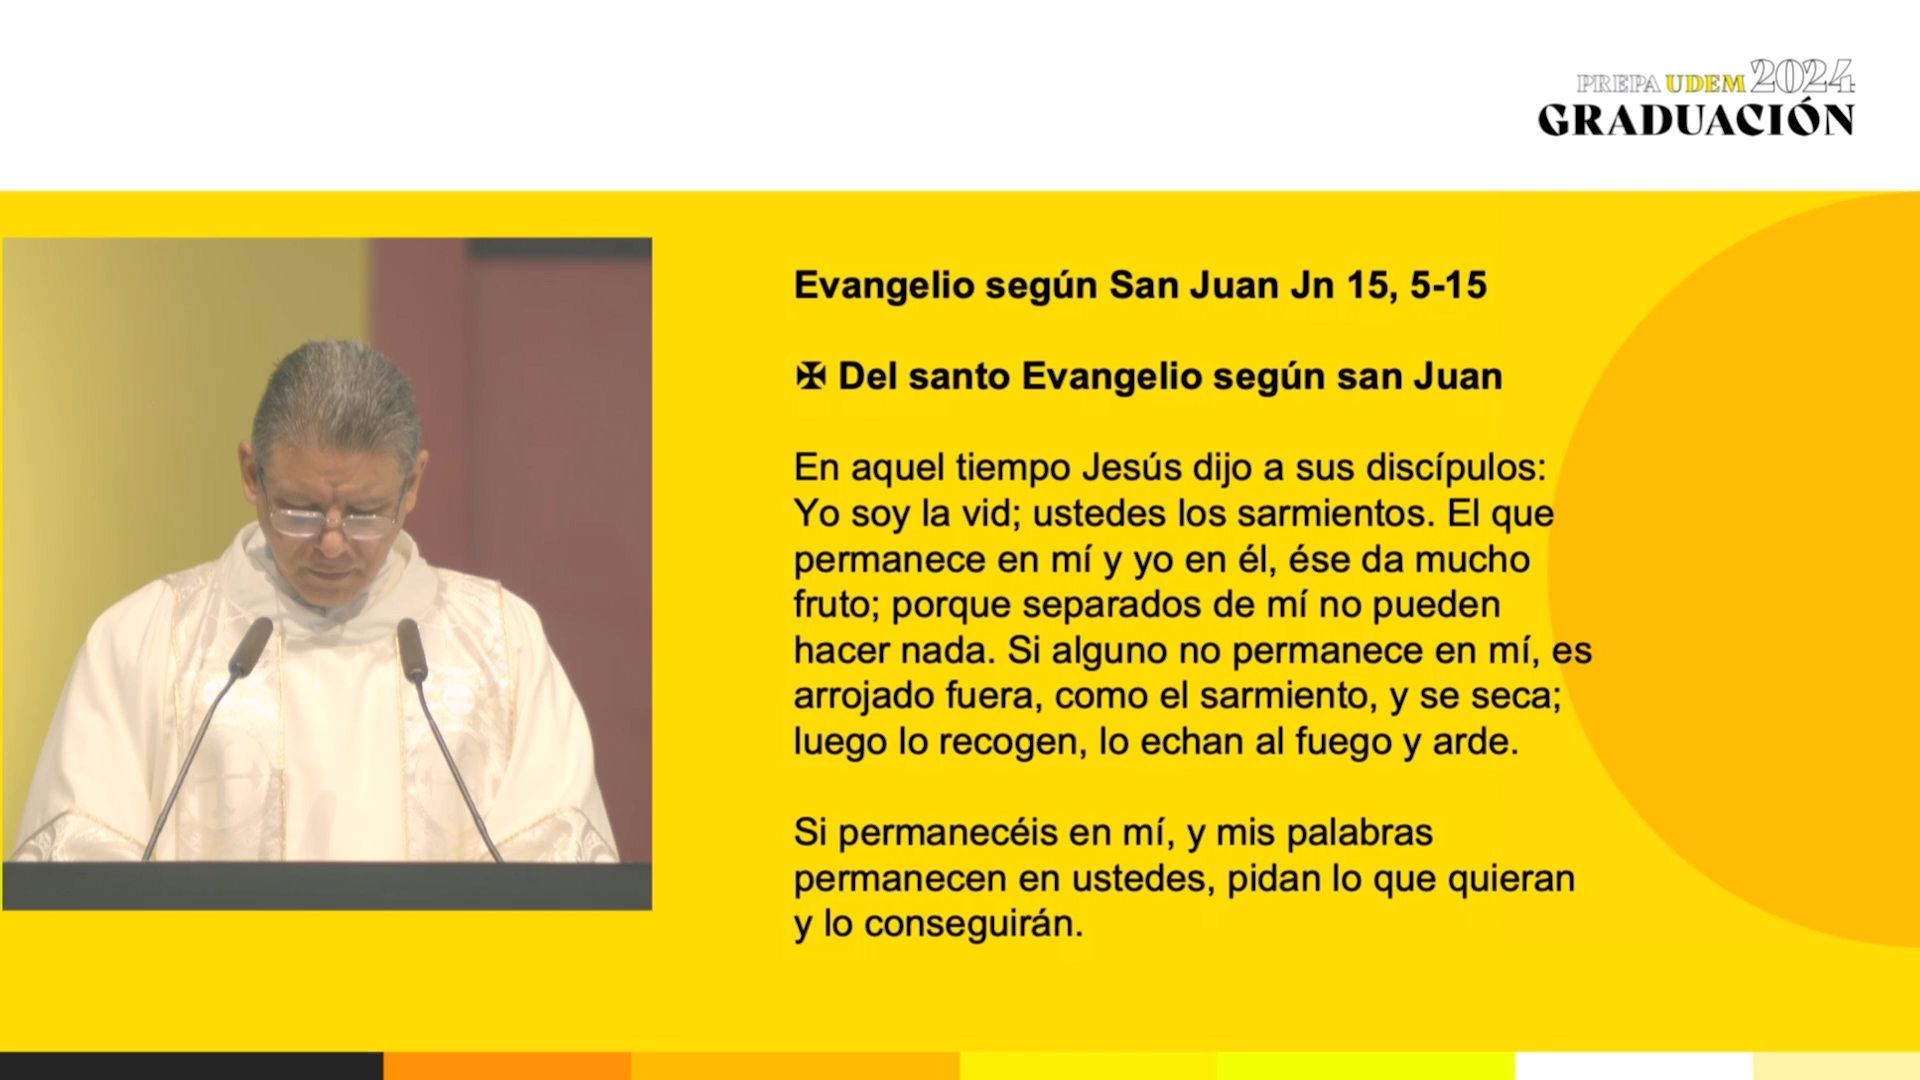 PREPA UDEM 2024
GRADUACIÓN
Evangelio según San Juan Jn 15, 5-15
✠ Del santo Evangelio según san Juan
En aquel tiempo Jesús dijo a sus discípulos:
Yo soy la vid; ustedes los sarmientos. El que
permanece en mí y yo en él, ése da mucho
fruto; porque separados de mí no pueden
hacer nada. Si alguno no permanece en mí, es
arrojado fuera, como el sarmiento, y se seca;
luego lo recogen, lo echan al fuego y arde.
Si permanecéis en mí, y mis palabras
permanecen en ustedes, pidan lo que quieran
y lo conseguirán.